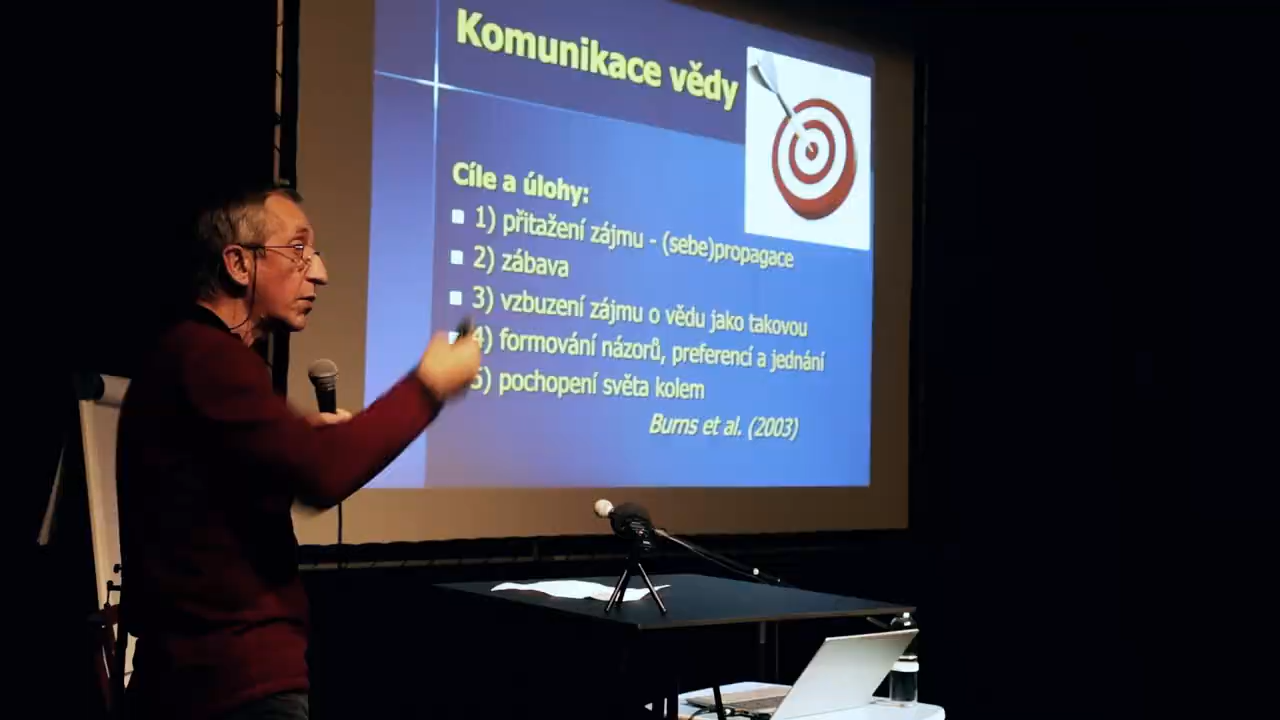 Komunikace vědy
Cíle a úlohy:
1) přitažení zájmu - (sebe)propagace
2) zábava
3) vzbuzení zájmu o vědu jako takovou
4) formování názorů, preferencí a jednání
5) pochopení světa kolem
Burns et al. (2003)